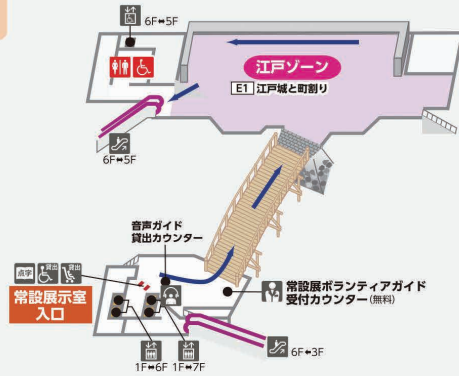 6F⇔5F
江戸ゾーン
E1 江戸城と町割り
6F⇔5F
音声ガイド
貸出カウンター
点字 貸出 貸出
常設展示室
入口
常設展ボランティアガイド
受付カウンター(無料)
6F⇔3F
1F⇔6F 1F⇔7F